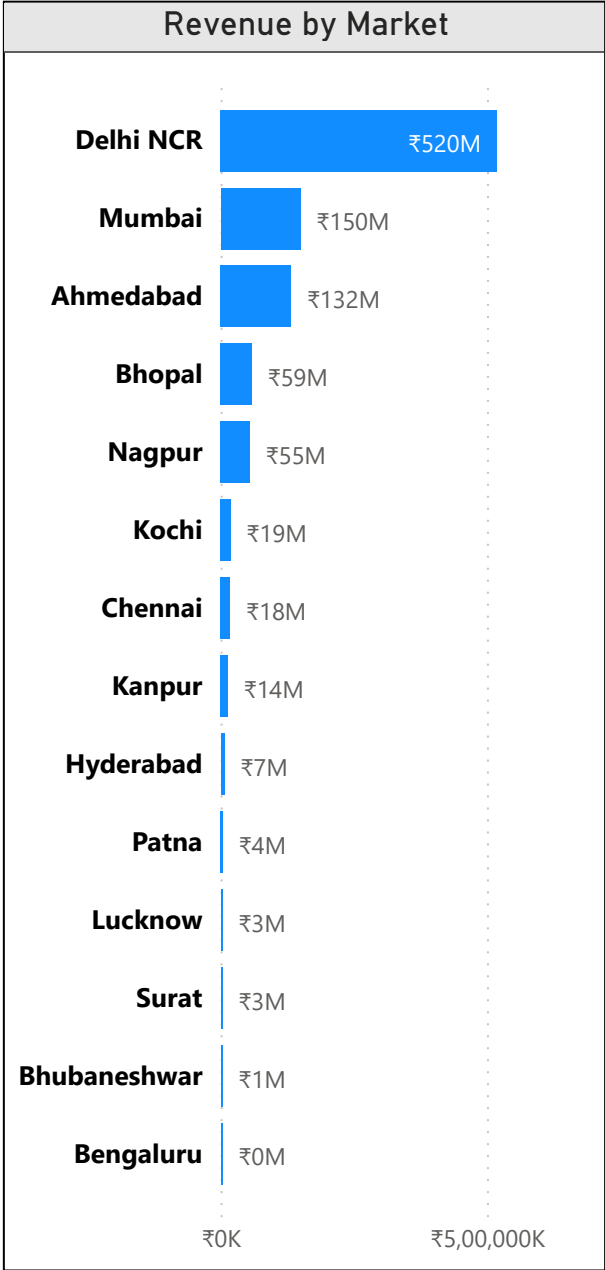 Revenue by Market
Delhi NCR ₹520M
Mumbai ₹150M
Ahmedabad ₹132M
Bhopal ₹59M
Nagpur ₹55M
Kochi ₹19M
Chennai ₹18M
Kanpur ₹14M
Hyderabad ₹7M
Patna ₹4M
Lucknow ₹3M
Surat ₹3M
Bhubaneshwar ₹1M
Bengaluru ₹0M
₹0K ₹5,00,000K